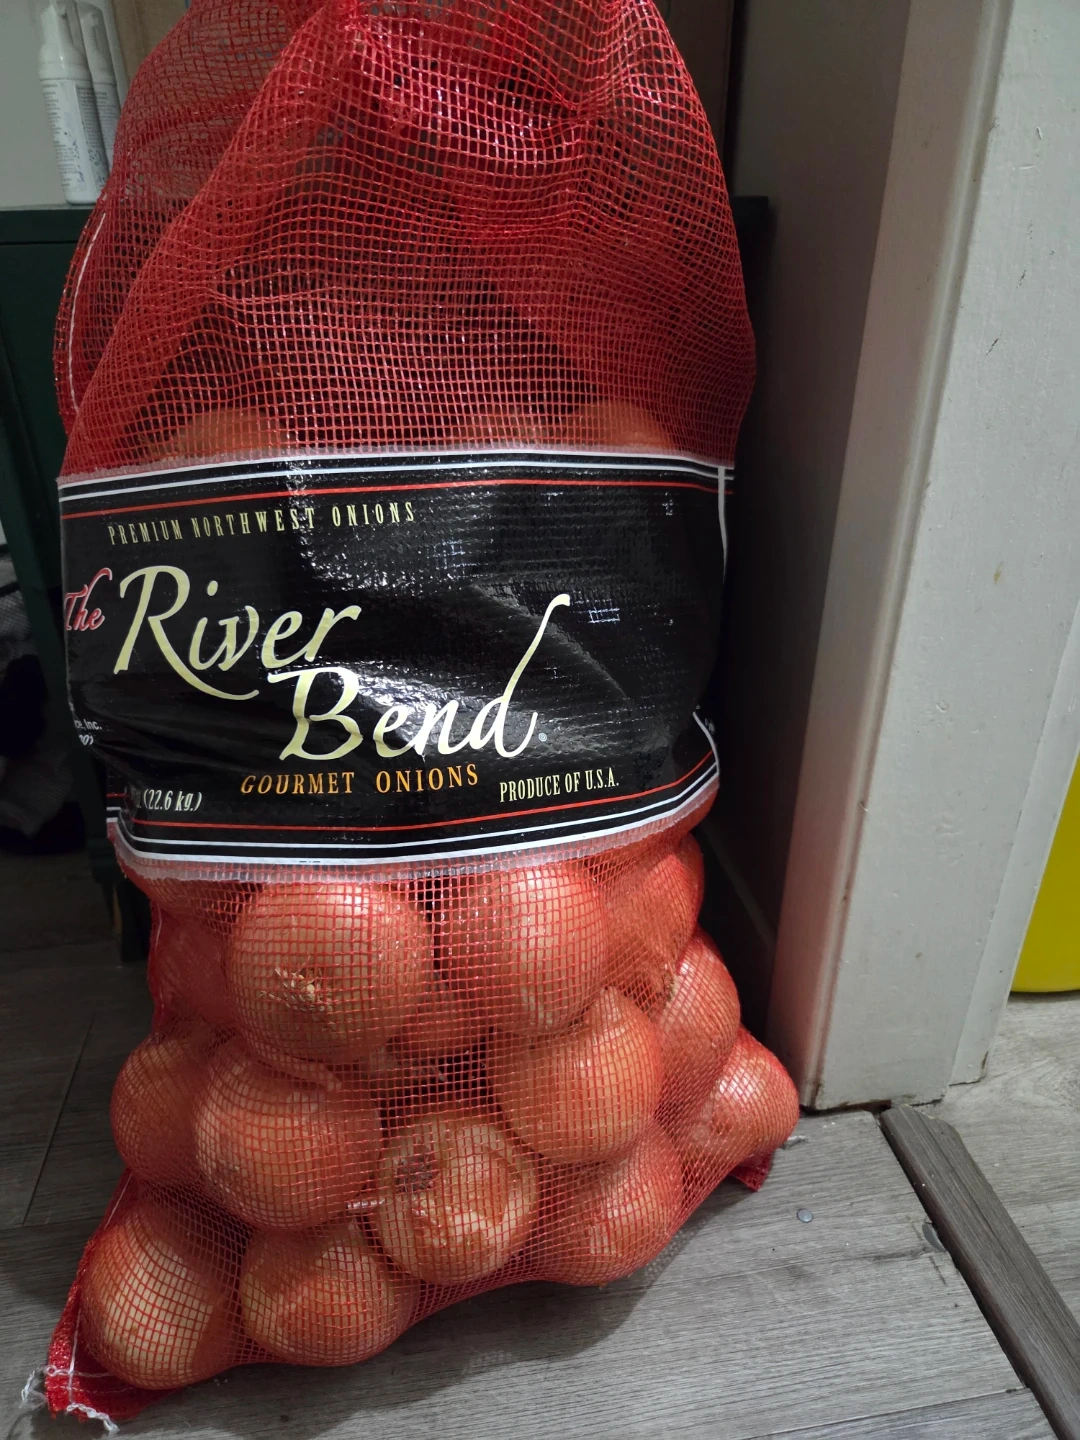 PREMIUM NORTHWEST ONIONS
The River
Bend
GOURMET ONIONS PRODUCE OF U.S.A.
(22.6 kg.)